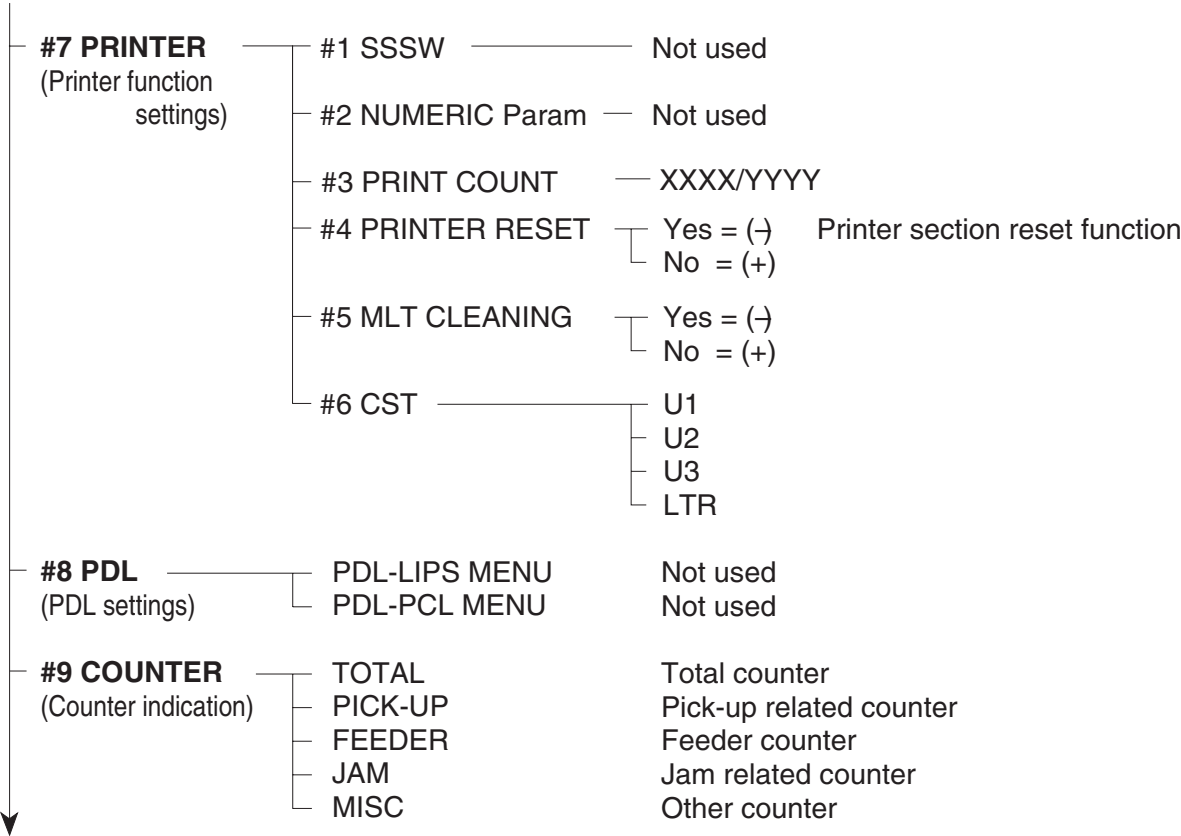 #7 PRINTER #1 SSSW Not used
(Printer function
settings)
#2 NUMERIC Param Not used
#3 PRINT COUNT XXXX/YYYY
#4 PRINTER RESET Yes = (–) Printer section reset function
No = (+)
#5 MLT CLEANING Yes = (–)
No = (+)
#6 CST U1
U2
U3
LTR
#8 PDL PDL-LIPS MENU Not used
(PDL settings) PDL-PCL MENU Not used
#9 COUNTER TOTAL Total counter
(Counter indication) PICK-UP Pick-up related counter
FEEDER Feeder counter
JAM Jam related counter
MISC Other counter